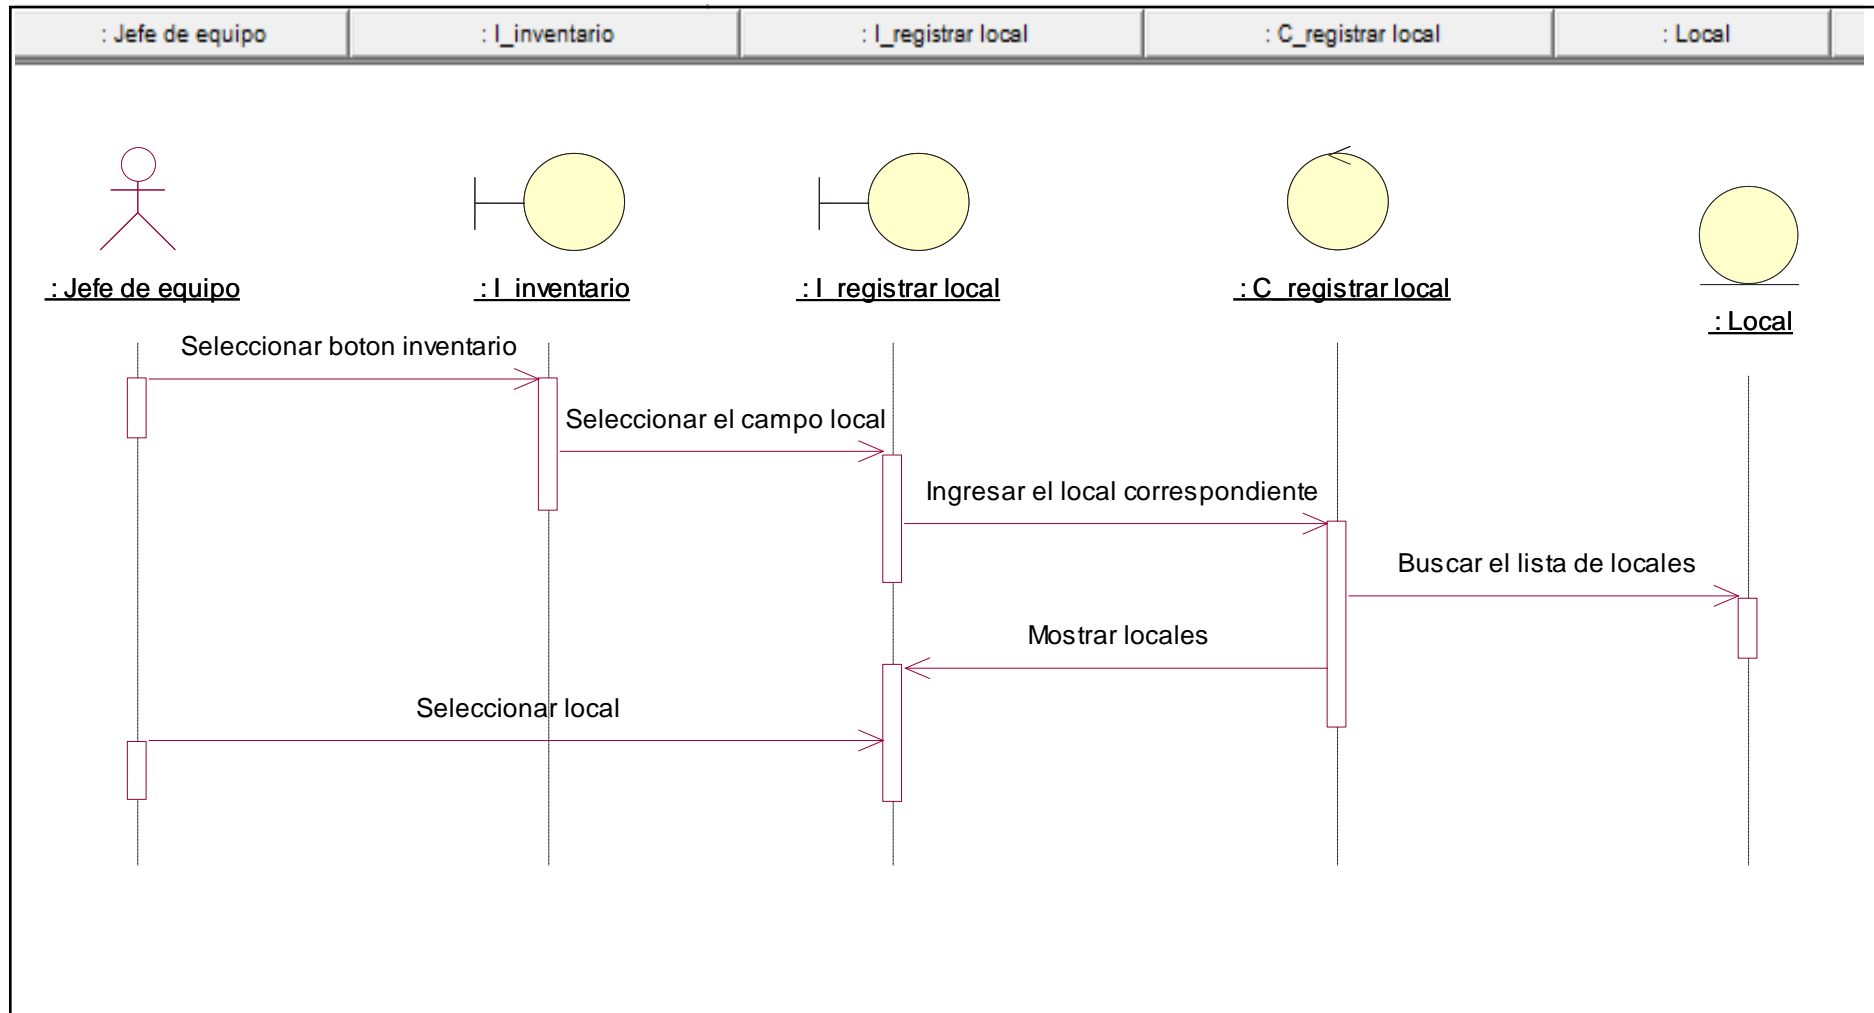 : Jefe de equipo
: I_inventario
: I_registrar local
: C_registrar local
: Local
: Jefe de equipo
: I_inventario
: I_registrar local
: C_registrar local
: Local
Seleccionar boton inventario
Seleccionar el campo local
Ingresar el local correspondiente
Buscar el lista de locales
Mostrar locales
Seleccionar local